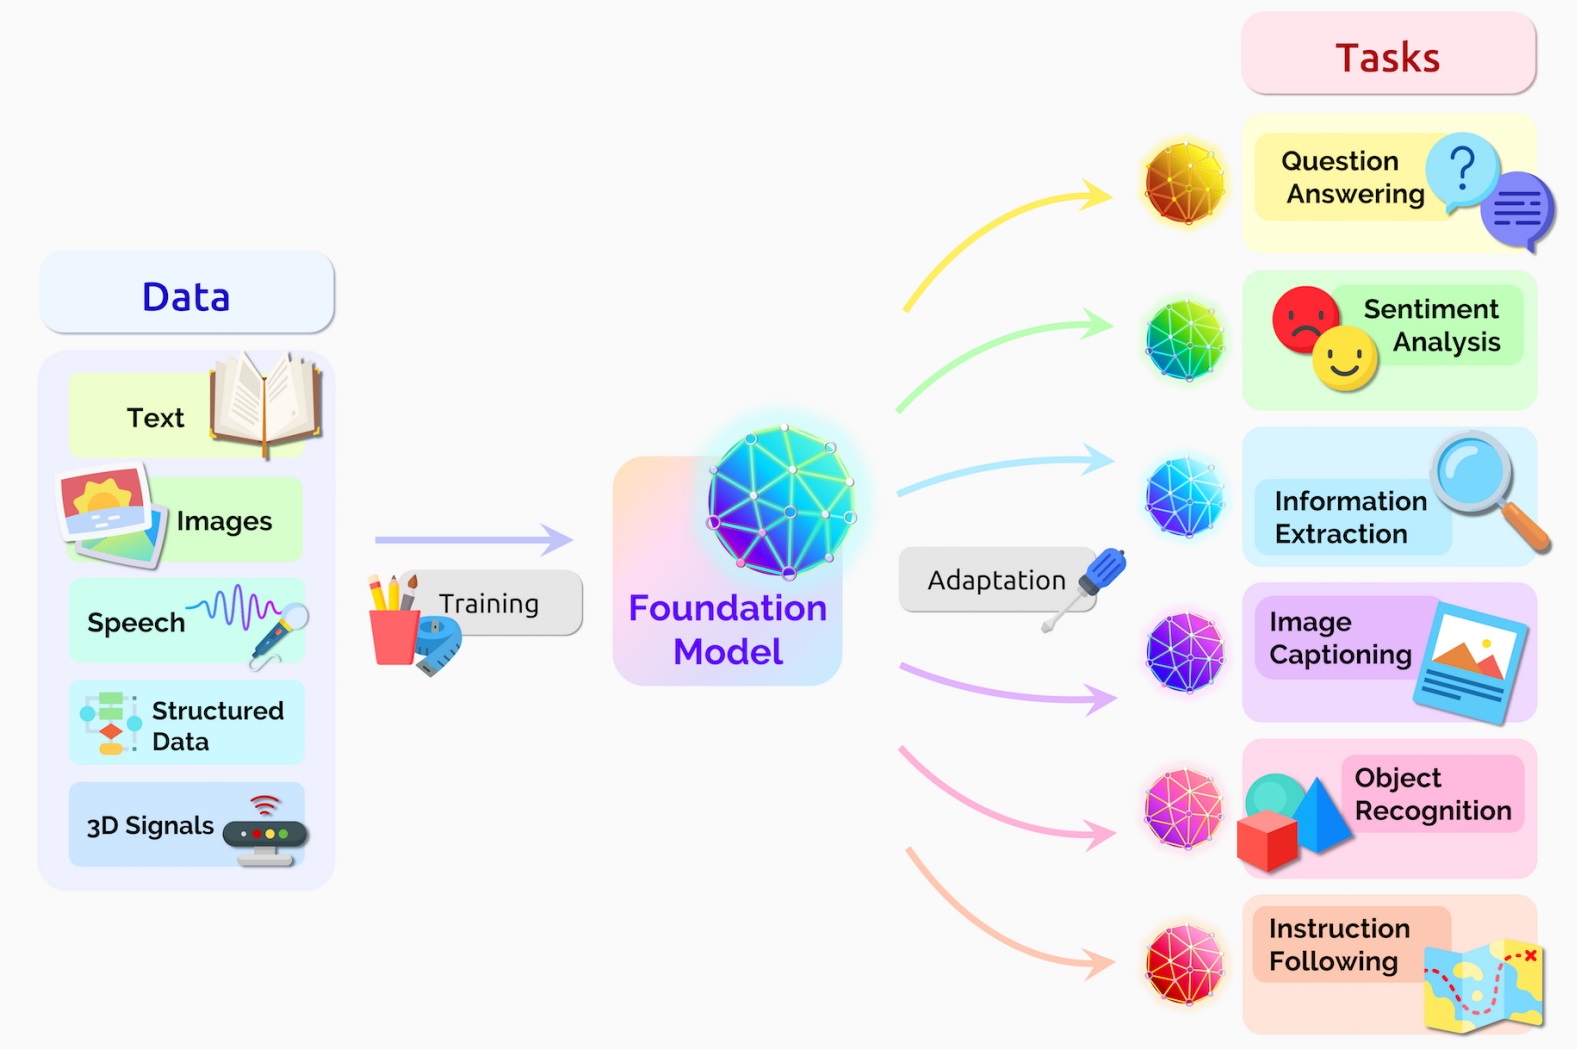 Data
Text
Images
Speech
Structured
Data
3D Signals
Training
Foundation
Model
Adaptation
Tasks
Question
Answering
?
Sentiment
Analysis
Information
Extraction
Image
Captioning
Object
Recognition
Instruction
Following